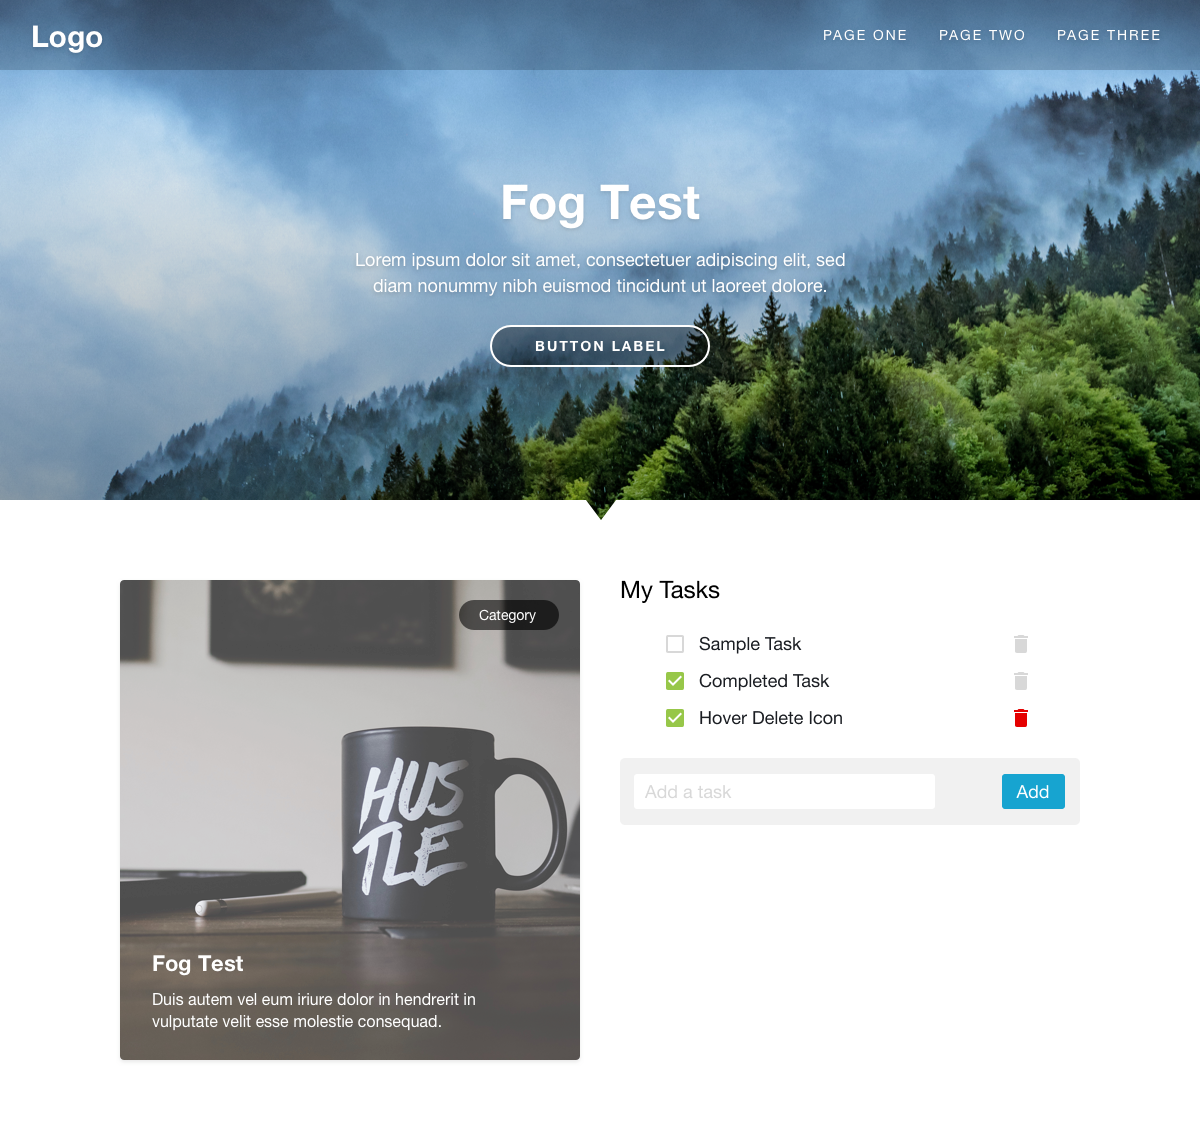 Logo
PAGE ONE
PAGE TWO
PAGE THREE
Fog Test
Lorem ipsum dolor sit amet, consectetuer adipiscing elit, sed
diam nonummy nibh euismod tincidunt ut laoreet dolore.
BUTTON LABEL
Category
HUS
TLE
Fog Test
Duis autem vel eum iriure dolor in hendrerit in
vulputate velit esse molestie consequad.
My Tasks
Sample Task
Completed Task
Hover Delete Icon
Add a task
Add